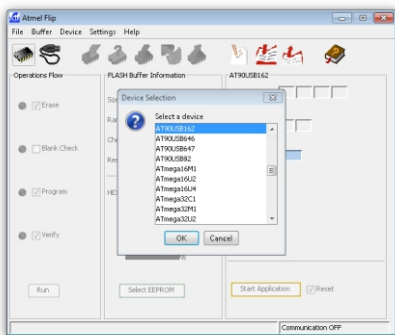 Atmel Flip
File Buffer Device Settings Help
Operations Flow
FLASH Buffer Information
AT90USB162
Erase
Blank Check
Program
Verify
Run
Device Selection
Select a device
AT90USB162
AT90USB646
AT90USB647
AT90USB82
ATmega16M1
ATmega16U2
ATmega16U4
ATmega32C1
ATmega32M1
ATmega32U2
OK Cancel
Select EEPROM
Start Application
Reset
Communication OFF